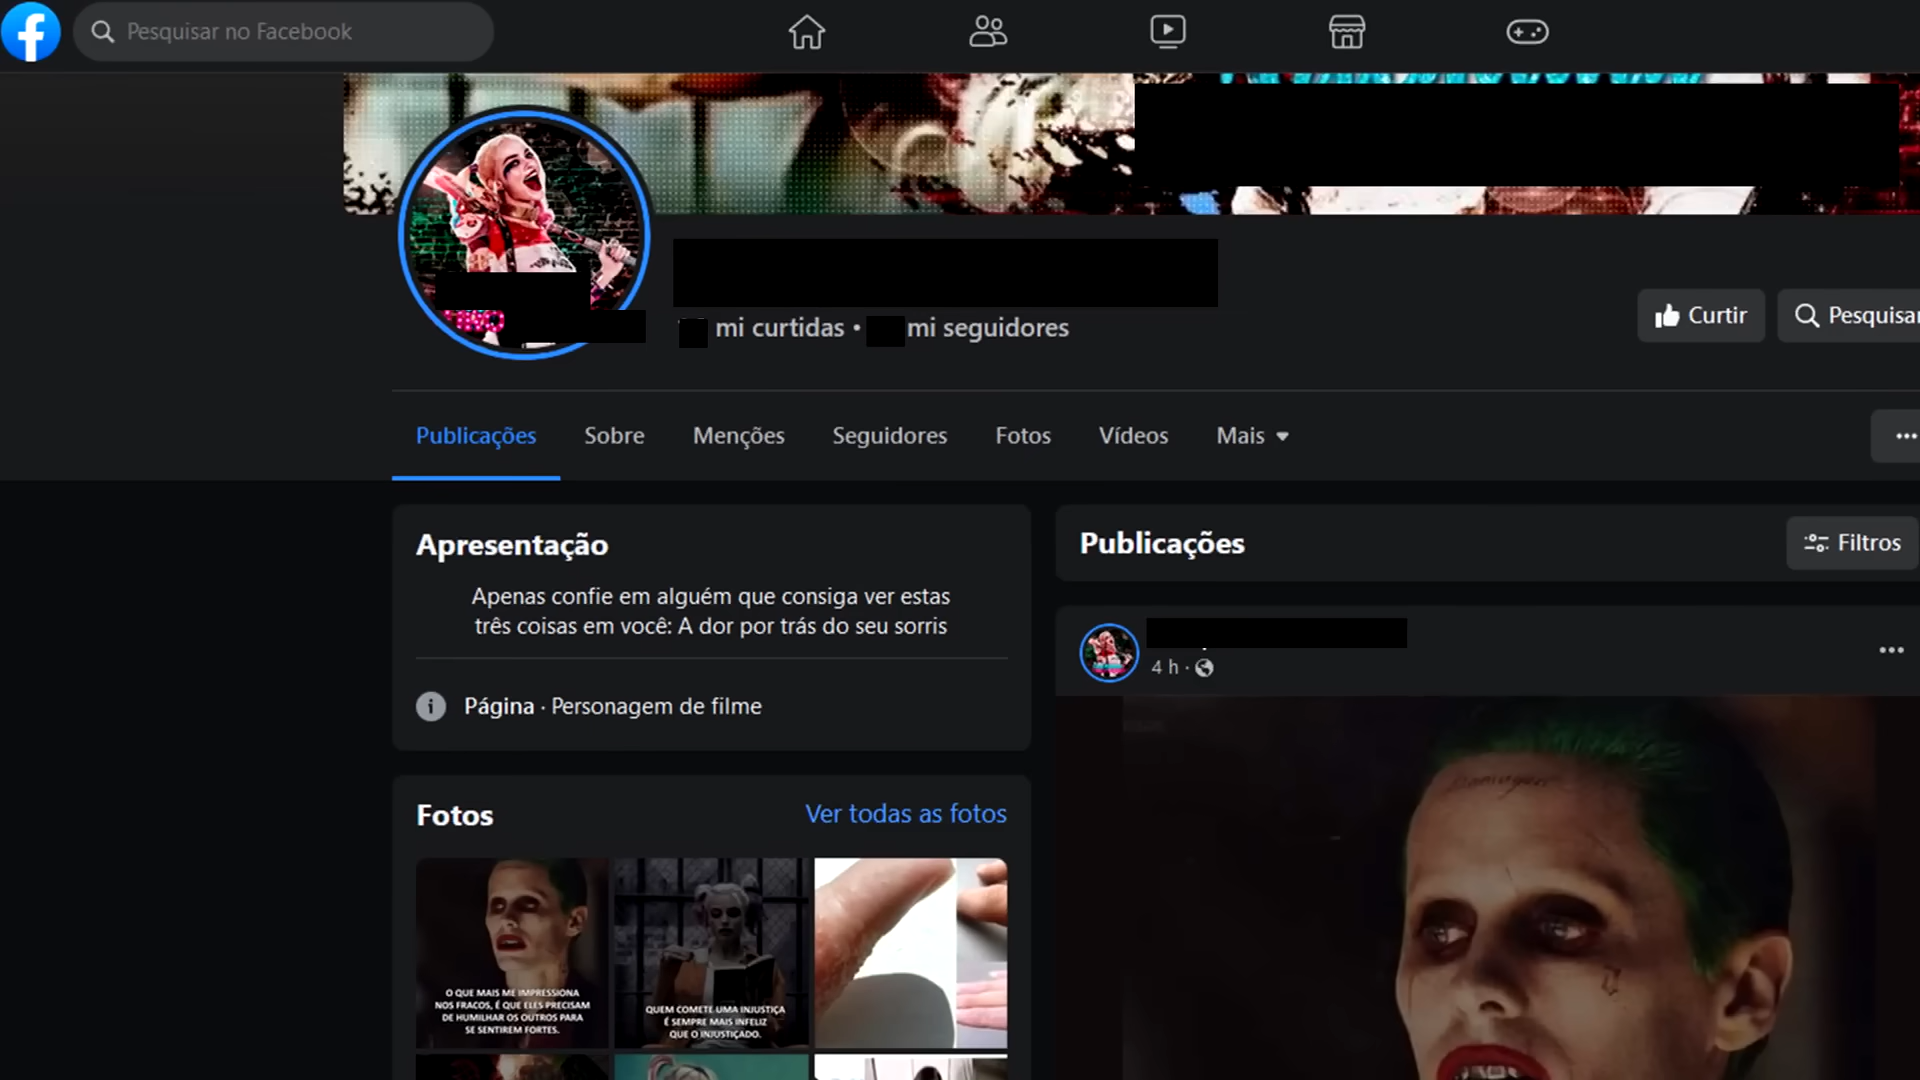 Pesquisar no Facebook
mi curtidas • mi seguidores
Curtir
Pesquisar
Publicações
Sobre
Menções
Seguidores
Fotos
Vídeos
Mais
Apresentação
Apenas confie em alguém que consiga ver estas
três coisas em você: A dor por trás do seu sorris
Página · Personagem de filme
Fotos
Ver todas as fotos
O QUE MAIS ME IMPRESSIONA
NOS FRACOS, É QUE ELES PRECISAM
DE HUMILHAR OS OUTROS PARA
SE SENTIREM FORTES.
QUEM COMETE UMA INJUSTIÇA
É SEMPRE MAIS INFELIZ
QUE O INJUSTIÇADO.
Publicações
Filtros
4 h ·